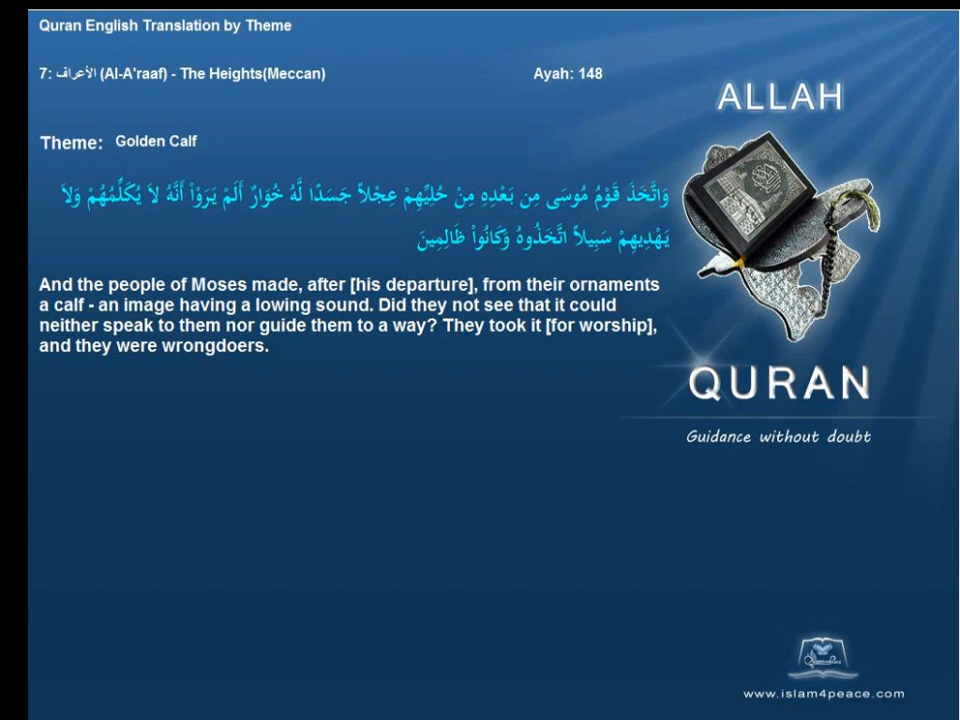 Quran English Translation by Theme
7: الأعراف (Al-A'raaf) - The Heights(Meccan) Ayah: 148
Theme: Golden Calf
وَاتَّخَذَ قَوْمُ مُوسَى مِن بَعْدِهِ مِنْ حُلِيِّهِمْ عِجْلاً جَسَدًا لَّهُ خُوَارٌ أَلَمْ يَرَوْاْ أَنَّهُ لاَ يُكَلِّمُهُمْ وَلاَ
يَهْدِيهِمْ سَبِيلاً اتَّخَذُوهُ وَكَانُواْ ظَالِمِينَ
And the people of Moses made, after [his departure], from their ornaments
a calf - an image having a lowing sound. Did they not see that it could
neither speak to them nor guide them to a way? They took it [for worship],
and they were wrongdoers.
ALLAH
QURAN
Guidance without doubt
www.islam4peace.com